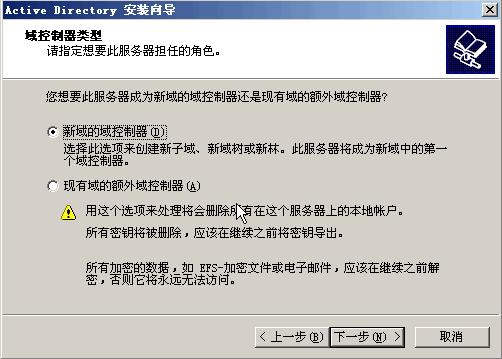 Active Directory 安装向导
域控制器类型
请指定想要此服务器担任的角色。
您想要此服务器成为新域的域控制器还是现有域的额外域控制器?
新域的域控制器(D)
选择此选项来创建新子域、新域树或新林。此服务器将成为新域中的第一
个域控制器。
现有域的额外域控制器(A)
用这个选项来处理将会删除所有在这个服务器上的本地帐户。
所有密钥将被删除，应该在继续之前将密钥导出。
所有加密的数据，如 EFS-加密文件或电子邮件，应该在继续之前解
密，否则它将永远无法访问。
< 上一步(B) 下一步(N) > 取消